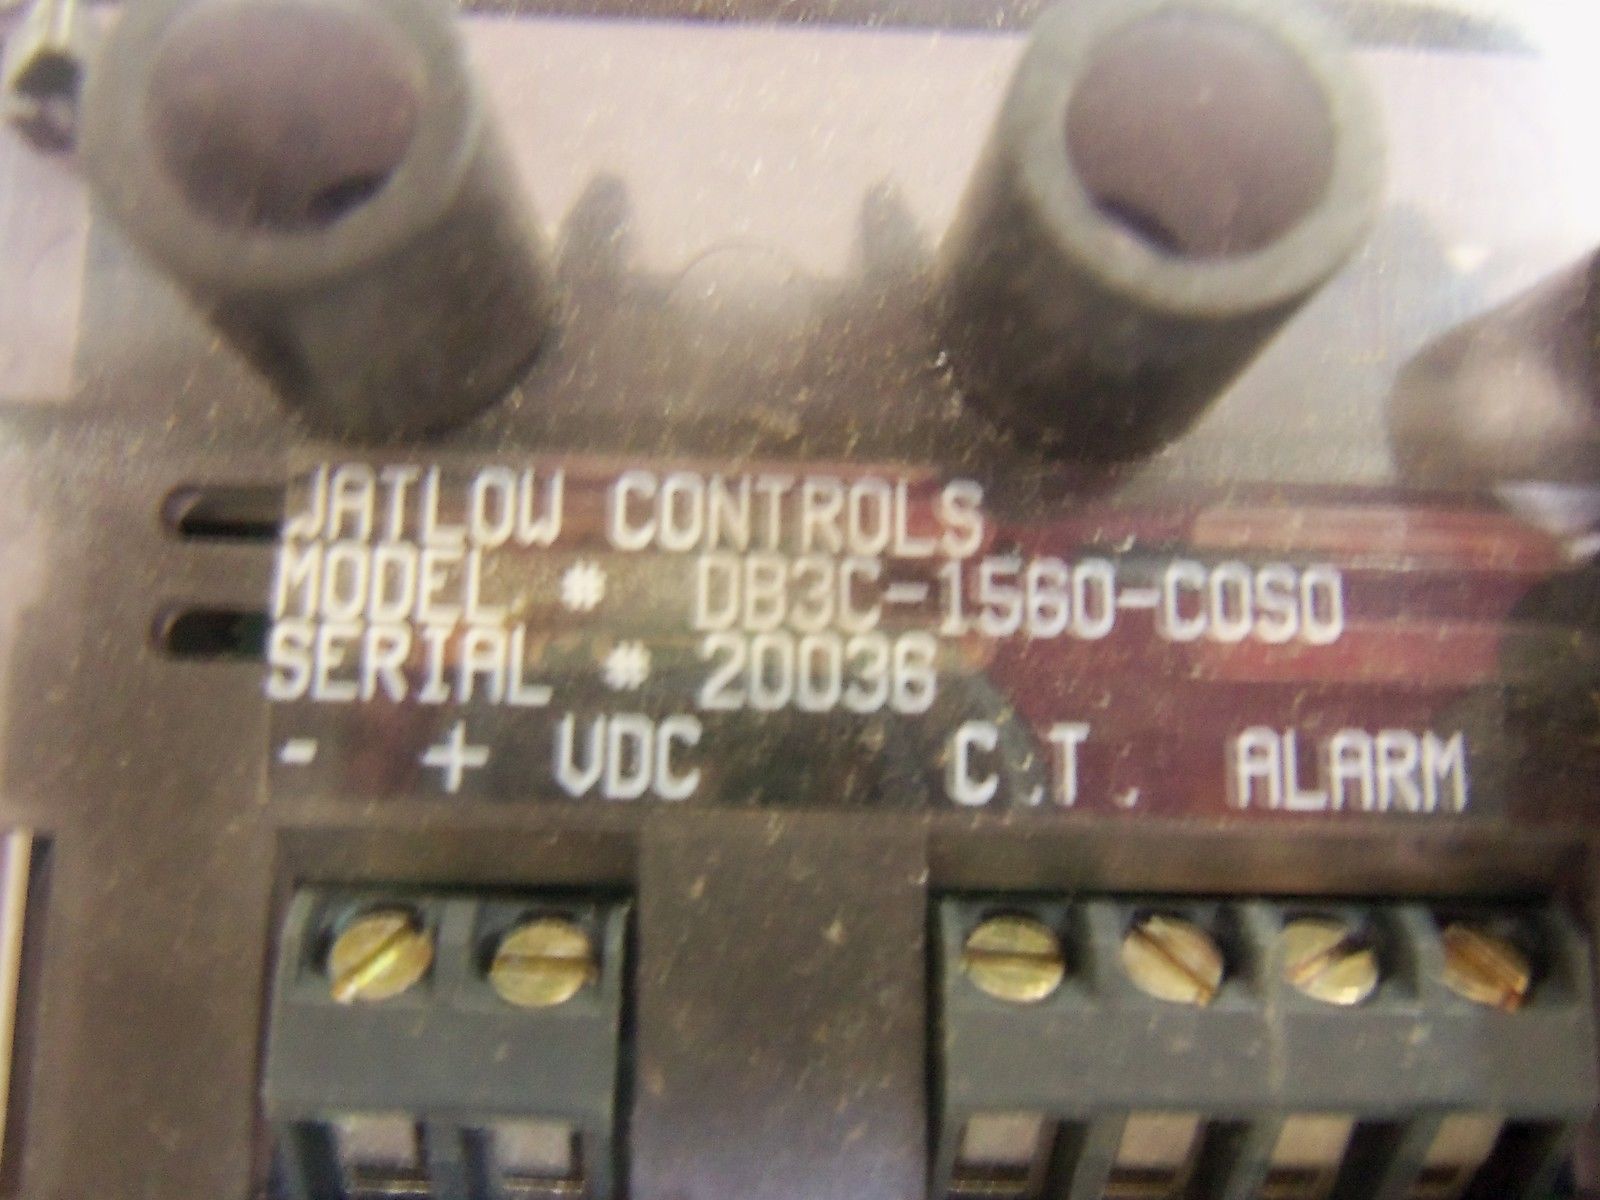 JATLOW CONTROLS
MODEL # DB3C-1560-COSO
SERIAL # 20036
- + VDC C.T. ALARM